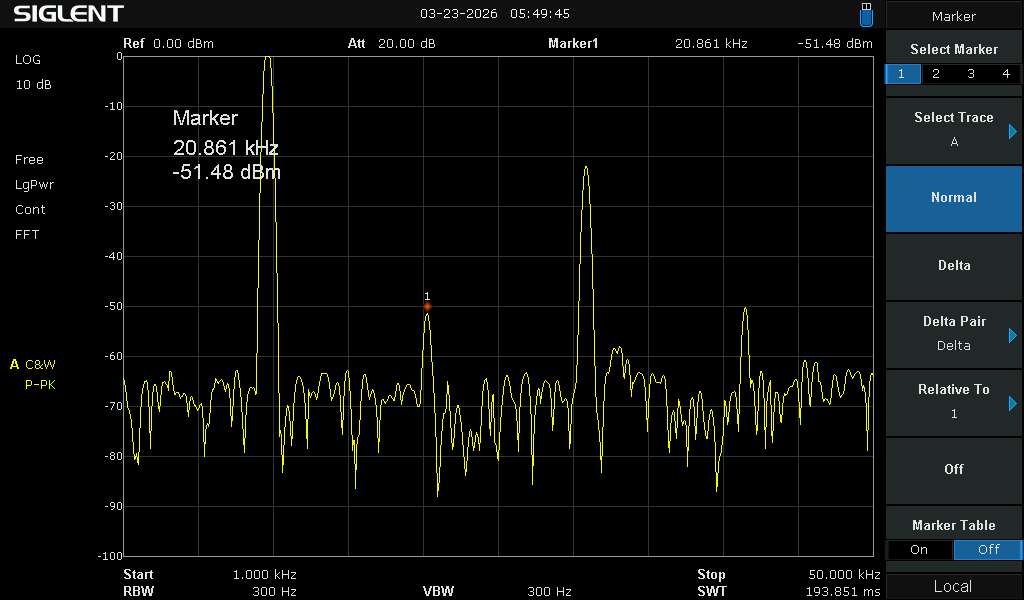 SIGLENT 03-23-2026 05:49:45 Marker
Ref 0.00 dBm Att 20.00 dB Marker1 20.861 kHz -51.48 dBm
Select Marker
1 2 3 4
LOG
10 dB
Free
LgPwr
Cont
FFT
A C&W
P-PK
0
-10
-20
-30
-40
-50
-60
-70
-80
-90
-100
Marker
20.861 kHz
-51.48 dBm
1
Select Trace
A
Normal
Delta
Delta Pair
Delta
Relative To
1
Off
Marker Table
On Off
Start 1.000 kHz Stop 50.000 kHz
RBW 300 Hz VBW 300 Hz SWT 193.851 ms
Local